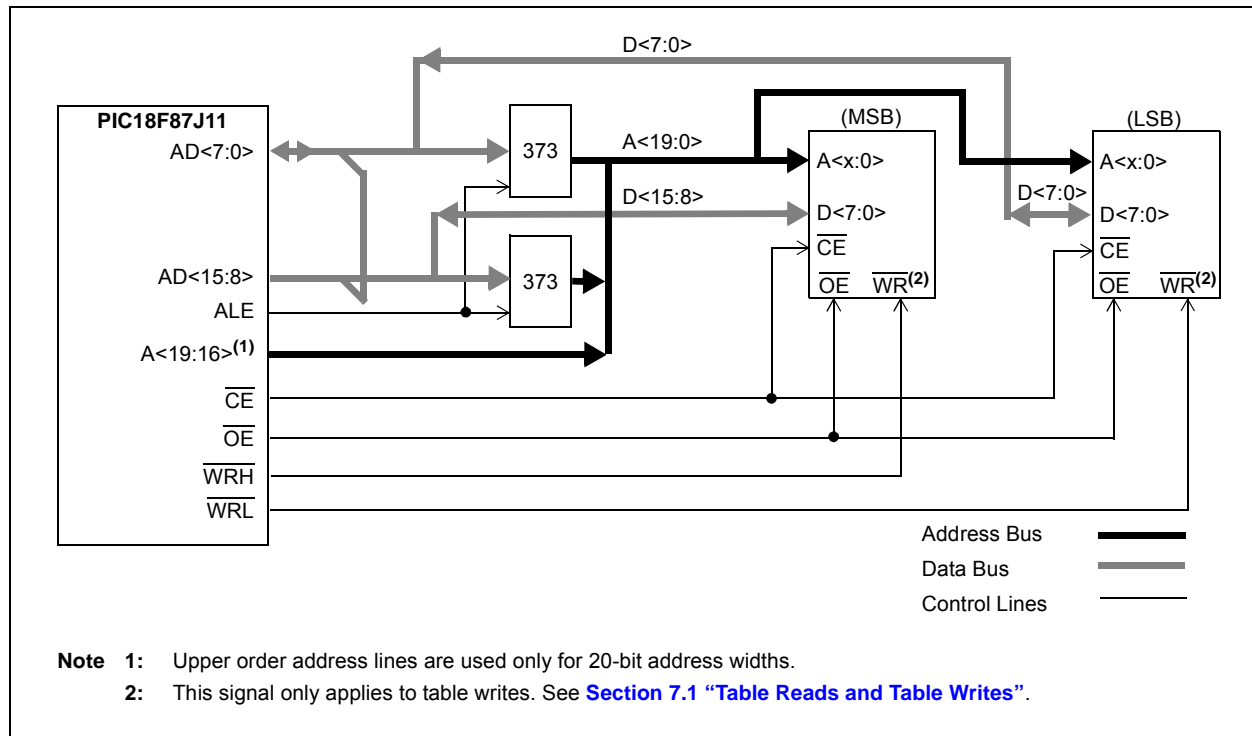 D<7:0>
PIC18F87J11
AD<7:0>
373
A<19:0>
(MSB)
A<x:0>
(LSB)
A<x:0>
D<15:8>
D<7:0>
D<7:0>
D<7:0>
CE
CE
AD<15:8>
373
OE WR(2)
OE WR(2)
ALE
A<19:16>(1)
CE
OE
WRH
WRL
Address Bus
Data Bus
Control Lines
Note 1: Upper order address lines are used only for 20-bit address widths.
2: This signal only applies to table writes. See Section 7.1 “Table Reads and Table Writes”.